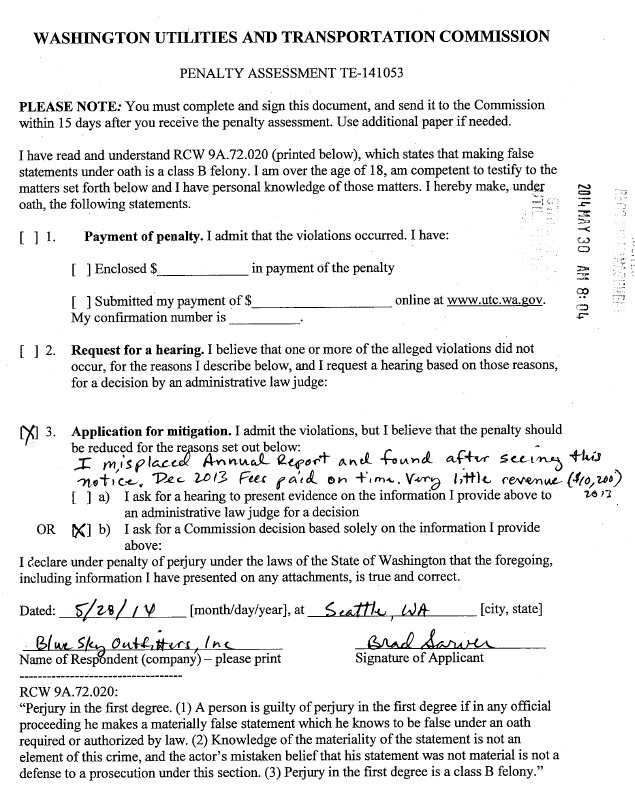 WASHINGTON UTILITIES AND TRANSPORTATION COMMISSION
PENALTY ASSESSMENT TE-141053
PLEASE NOTE: You must complete and sign this document, and send it to the Commission
within 15 days after you receive the penalty assessment. Use additional paper if needed.
I have read and understand RCW 9A.72.020 (printed below), which states that making false
statements under oath is a class B felony. I am over the age of 18, am competent to testify to the
matters set forth below and I have personal knowledge of those matters. I hereby make, under
oath, the following statements.
2014 MAY 30 AM 8:04
[ ] 1. Payment of penalty. I admit that the violations occurred. I have:
[ ] Enclosed $____________ in payment of the penalty
[ ] Submitted my payment of $__________________ online at www.utc.wa.gov.
My confirmation number is _________.
[ ] 2. Request for a hearing. I believe that one or more of the alleged violations did not
occur, for the reasons I describe below, and I request a hearing based on those reasons,
for a decision by an administrative law judge:
[X] 3. Application for mitigation. I admit the violations, but I believe that the penalty should
be reduced for the reasons set out below:
I misplaced Annual Report and found after seeing this
notice. Dec 2013 Fees paid on time. Very little revenue ($10,200)
2013
[ ] a) I ask for a hearing to present evidence on the information I provide above to
an administrative law judge for a decision
OR [X] b) I ask for a Commission decision based solely on the information I provide
above:
I declare under penalty of perjury under the laws of the State of Washington that the foregoing,
including information I have presented on any attachments, is true and correct.
Dated: 5/28/14 [month/day/year], at Seattle, WA [city, state]
Blue Sky Outfitters, Inc Brad Sarver
Name of Respondent (company) – please print Signature of Applicant
-----------------------------------
RCW 9A.72.020:
“Perjury in the first degree. (1) A person is guilty of perjury in the first degree if in any official
proceeding he makes a materially false statement which he knows to be false under an oath
required or authorized by law. (2) Knowledge of the materiality of the statement is not an
element of this crime, and the actor’s mistaken belief that his statement was not material is not a
defense to a prosecution under this section. (3) Perjury in the first degree is a class B felony.”